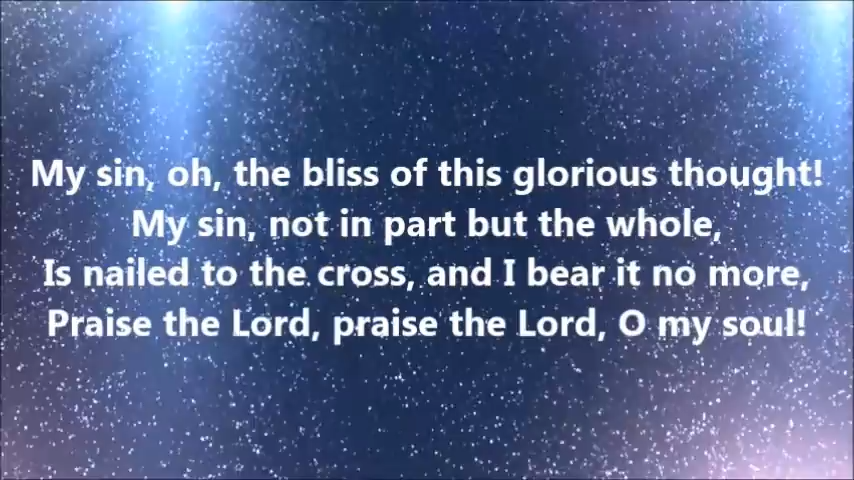 My sin, oh, the bliss of this glorious thought!
My sin, not in part but the whole,
Is nailed to the cross, and I bear it no more,
Praise the Lord, praise the Lord, O my soul!